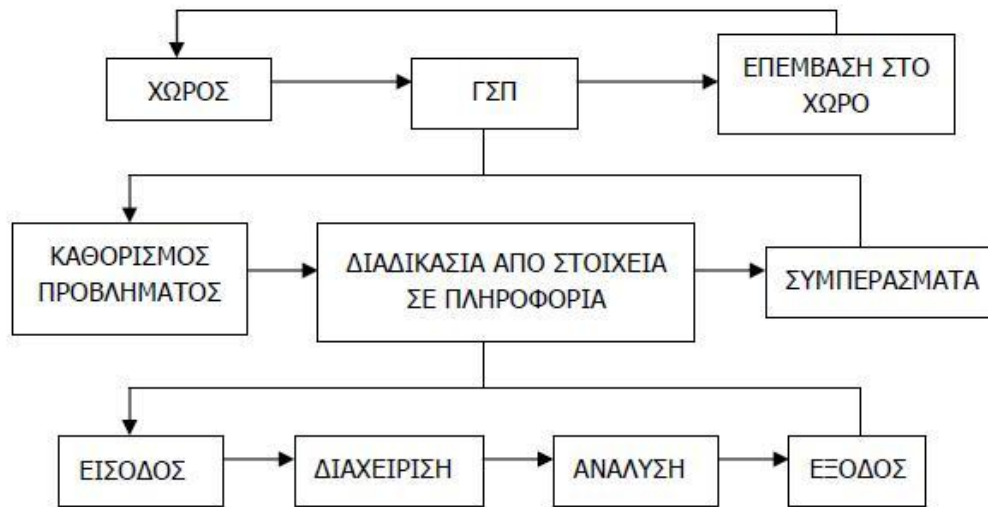 ΧΩΡΟΣ
ΓΣΠ
ΕΠΕΜΒΑΣΗ ΣΤΟ
ΧΩΡΟ
ΚΑΘΟΡΙΣΜΟΣ
ΠΡΟΒΛΗΜΑΤΟΣ
ΔΙΑΔΙΚΑΣΙΑ ΑΠΟ ΣΤΟΙΧΕΙΑ
ΣΕ ΠΛΗΡΟΦΟΡΙΑ
ΣΥΜΠΕΡΑΣΜΑΤΑ
ΕΙΣΟΔΟΣ
ΔΙΑΧΕΙΡΙΣΗ
ΑΝΑΛΥΣΗ
ΕΞΟΔΟΣ